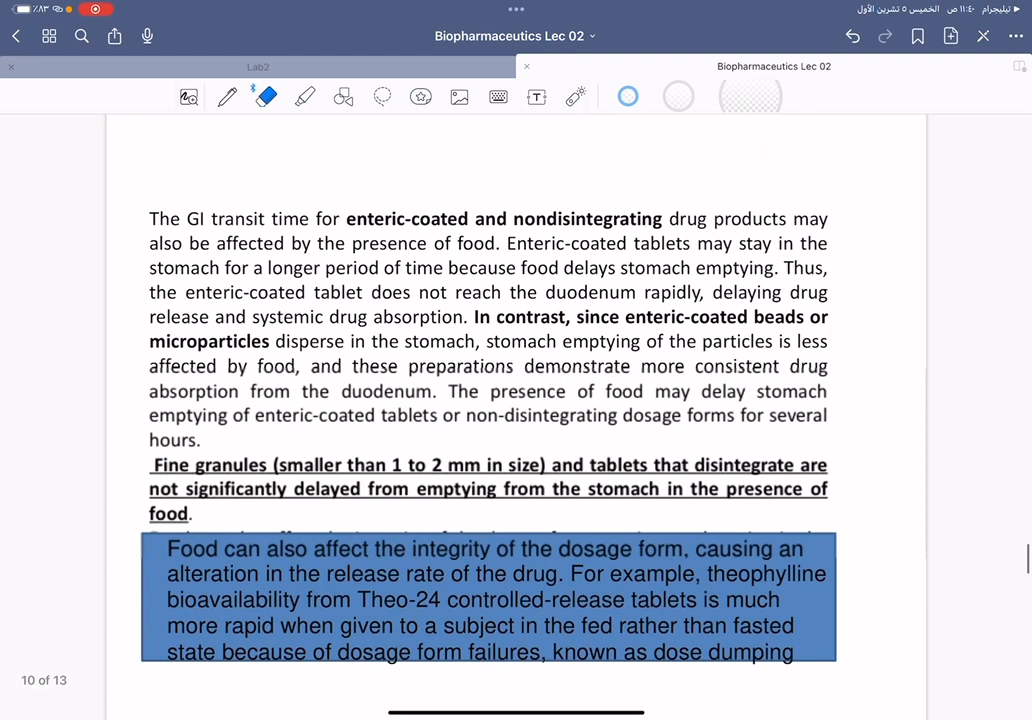 ٪٨٣
◀ تيليجرام ١١:٤٠ ص الخميس ٥ تشرين الأول
Biopharmaceutics Lec 02
Lab2
Biopharmaceutics Lec 02
The GI transit time for enteric-coated and nondisintegrating drug products may
also be affected by the presence of food. Enteric-coated tablets may stay in the
stomach for a longer period of time because food delays stomach emptying. Thus,
the enteric-coated tablet does not reach the duodenum rapidly, delaying drug
release and systemic drug absorption. In contrast, since enteric-coated beads or
microparticles disperse in the stomach, stomach emptying of the particles is less
affected by food, and these preparations demonstrate more consistent drug
absorption from the duodenum. The presence of food may delay stomach
emptying of enteric-coated tablets or non-disintegrating dosage forms for several
hours.
Fine granules (smaller than 1 to 2 mm in size) and tablets that disintegrate are
not significantly delayed from emptying from the stomach in the presence of
food.
Food can also affect the integrity of the dosage form, causing an
alteration in the release rate of the drug. For example, theophylline
bioavailability from Theo-24 controlled-release tablets is much
more rapid when given to a subject in the fed rather than fasted
state because of dosage form failures, known as dose dumping
10 of 13